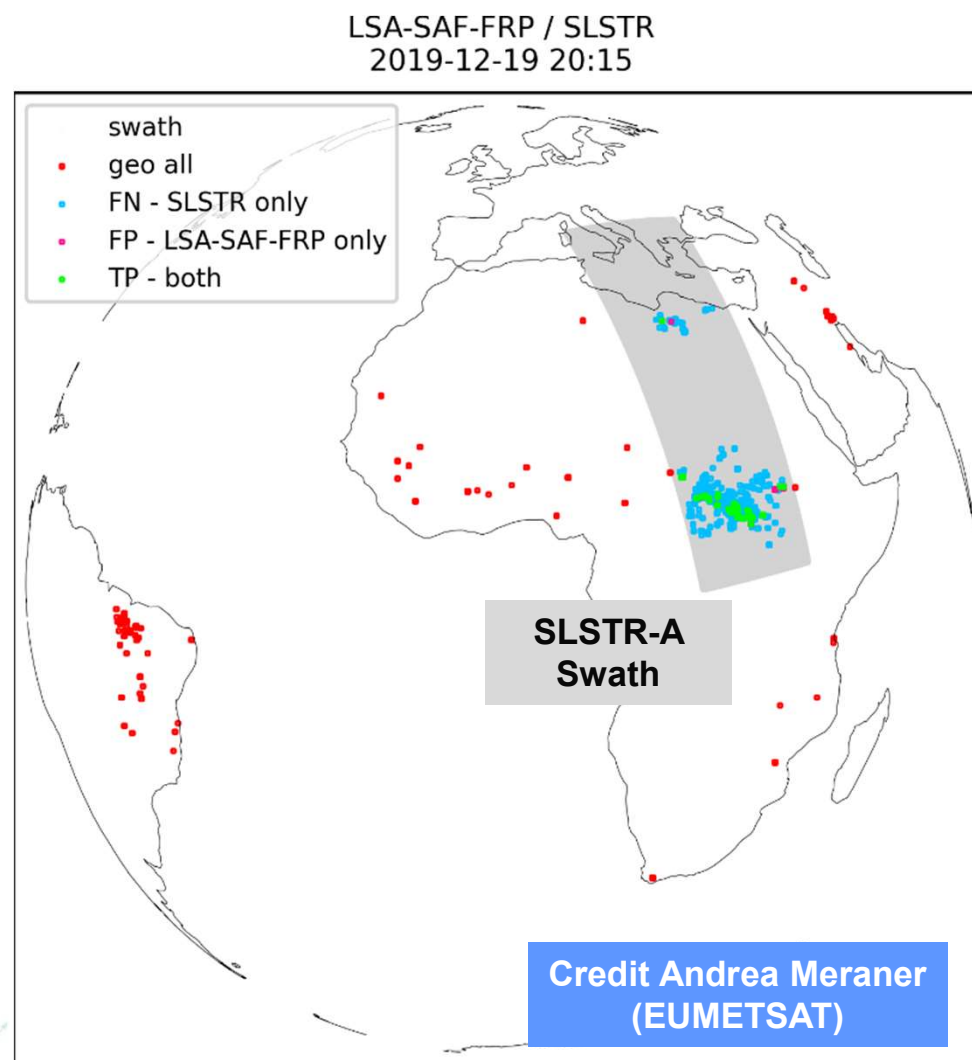 LSA-SAF-FRP / SLSTR
2019-12-19 20:15
swath
geo all
FN - SLSTR only
FP - LSA-SAF-FRP only
TP - both
SLSTR-A
Swath
Credit Andrea Meraner
(EUMETSAT)